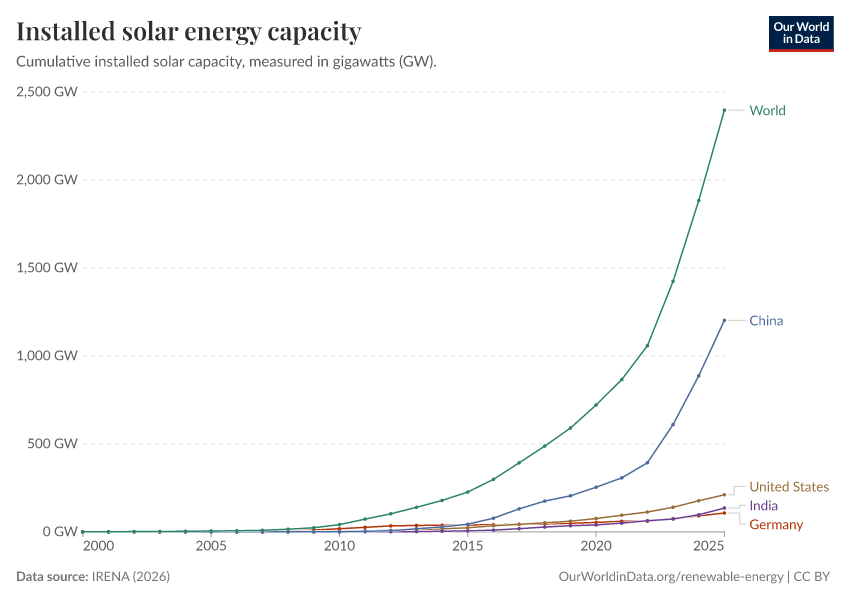 Installed solar energy capacity
Our World
in Data
Cumulative installed solar capacity, measured in gigawatts (GW).
2,500 GW
World
2,000 GW
1,500 GW
China
1,000 GW
500 GW
United States
India
Germany
0 GW
2000
2005
2010
2015
2020
2025
Data source: IRENA (2026)
OurWorldinData.org/renewable-energy | CC BY